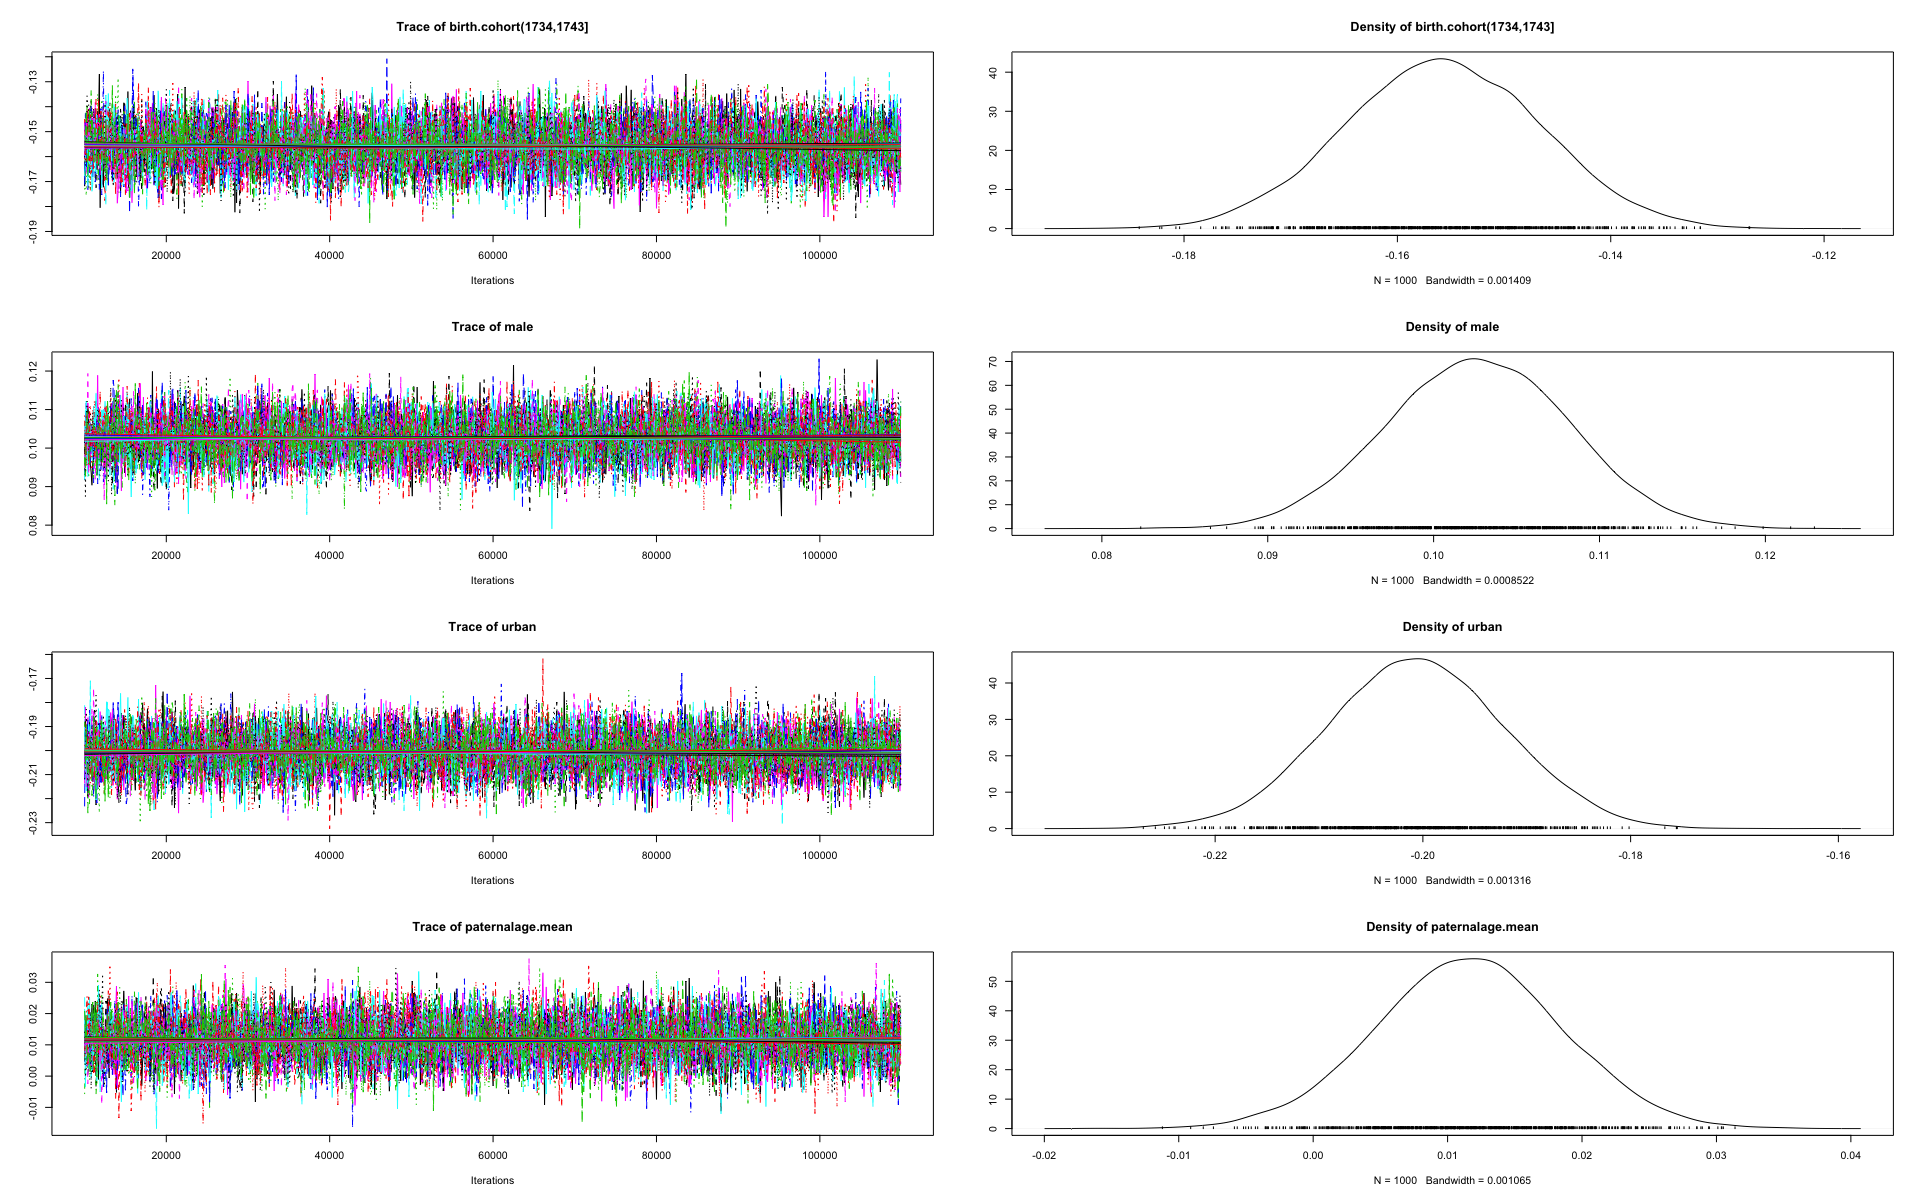 Trace of birth.cohort(1734,1743]
-0.13
-0.15
-0.17
-0.19
20000 40000 60000 80000 100000
Iterations
Density of birth.cohort(1734,1743]
40
30
20
10
0
-0.18 -0.16 -0.14 -0.12
N = 1000 Bandwidth = 0.001409
Trace of male
0.12
0.11
0.10
0.09
0.08
20000 40000 60000 80000 100000
Iterations
Density of male
70
60
50
40
30
20
10
0
0.08 0.09 0.10 0.11 0.12
N = 1000 Bandwidth = 0.0008522
Trace of urban
-0.17
-0.19
-0.21
-0.23
20000 40000 60000 80000 100000
Iterations
Density of urban
40
30
20
10
0
-0.22 -0.20 -0.18 -0.16
N = 1000 Bandwidth = 0.001316
Trace of paternalage.mean
0.03
0.02
0.01
0.00
-0.01
20000 40000 60000 80000 100000
Iterations
Density of paternalage.mean
50
40
30
20
10
0
-0.02 -0.01 0.00 0.01 0.02 0.03 0.04
N = 1000 Bandwidth = 0.001065